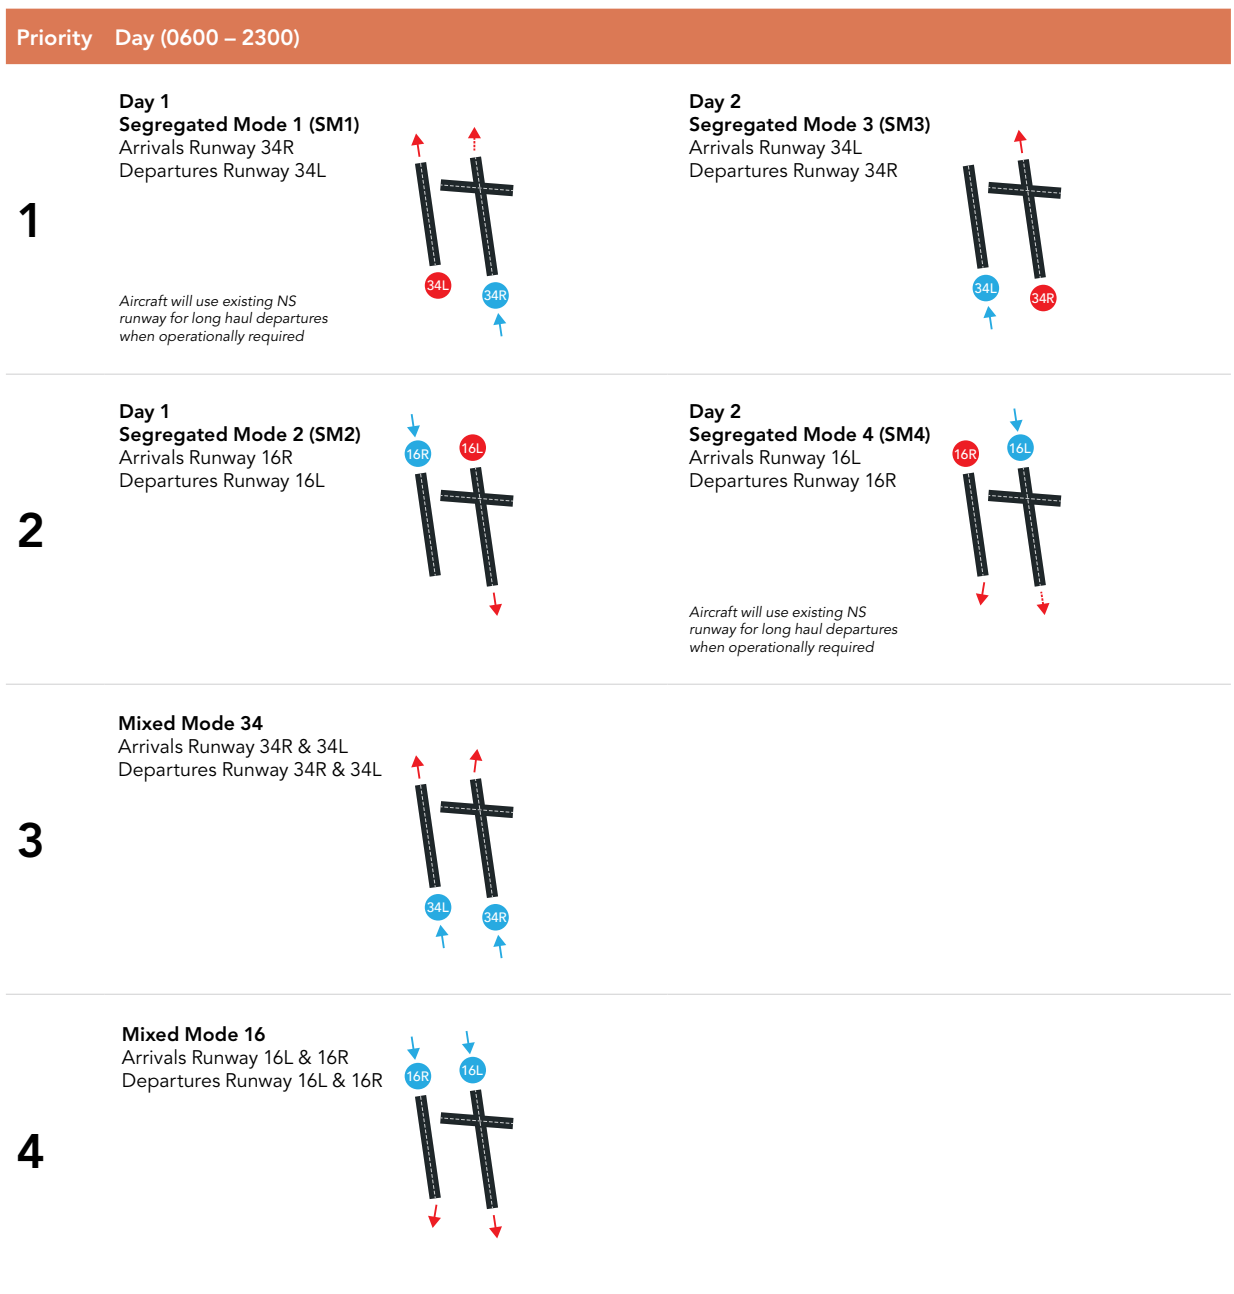 Priority Day (0600 – 2300)
1
Day 1
Segregated Mode 1 (SM1)
Arrivals Runway 34R
Departures Runway 34L
Aircraft will use existing NS
runway for long haul departures
when operationally required
34L
34R
Day 2
Segregated Mode 3 (SM3)
Arrivals Runway 34L
Departures Runway 34R
34L
34R
2
Day 1
Segregated Mode 2 (SM2)
Arrivals Runway 16R
Departures Runway 16L
16R
16L
Day 2
Segregated Mode 4 (SM4)
Arrivals Runway 16L
Departures Runway 16R
Aircraft will use existing NS
runway for long haul departures
when operationally required
16R
16L
3
Mixed Mode 34
Arrivals Runway 34R & 34L
Departures Runway 34R & 34L
34L
34R
4
Mixed Mode 16
Arrivals Runway 16L & 16R
Departures Runway 16L & 16R
16R
16L